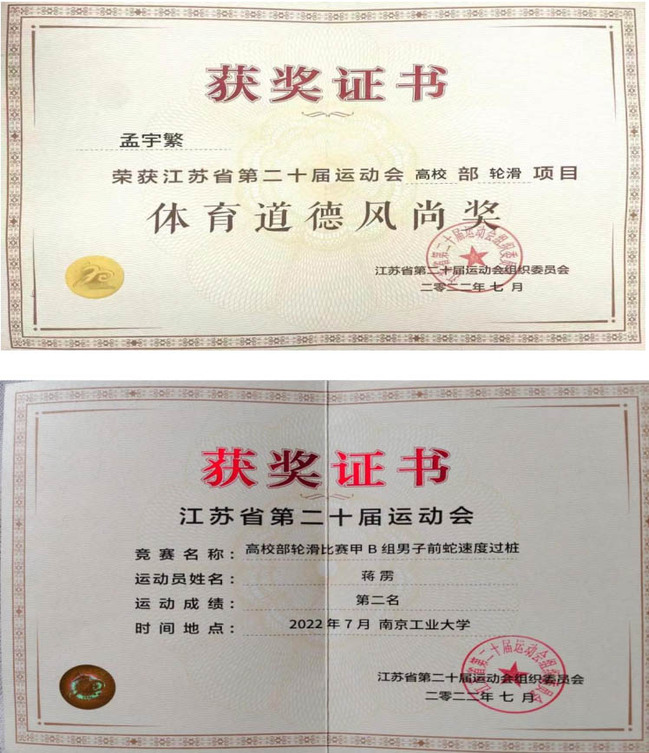 获奖证书
孟宇繁
荣获江苏省第二十届运动会 高校 部 轮滑 项目
体育道德风尚奖
江苏省第二十届运动会组织委员会
二零二二年七月
获奖证书
江苏省第二十届运动会
竞赛名称：高校部轮滑比赛甲B组男子前蛇速度过桩
运动员姓名：蒋雳
运动成绩：第二名
时间地点：2022年7月 南京工业大学
江苏省第二十届运动会组织委员会
二零二二年七月